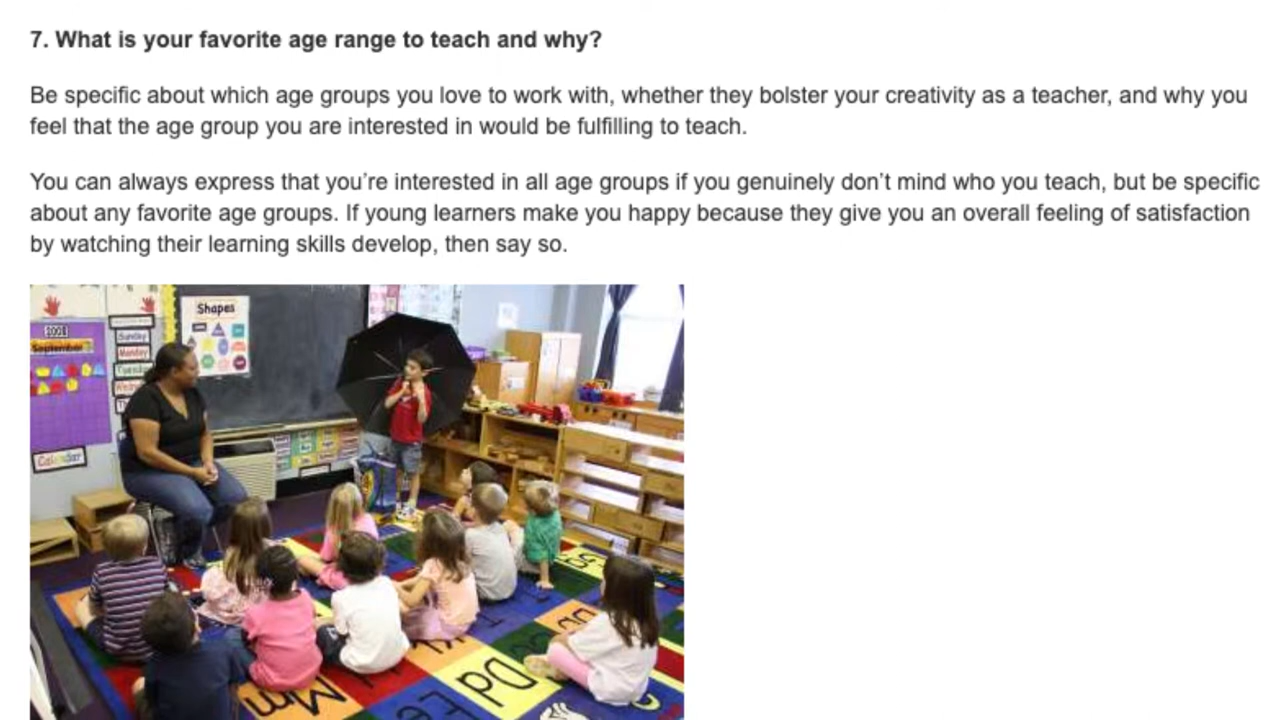 7. What is your favorite age range to teach and why?
Be specific about which age groups you love to work with, whether they bolster your creativity as a teacher, and why you
feel that the age group you are interested in would be fulfilling to teach.
You can always express that you’re interested in all age groups if you genuinely don’t mind who you teach, but be specific
about any favorite age groups. If young learners make you happy because they give you an overall feeling of satisfaction
by watching their learning skills develop, then say so.
Shapes
2008
September
Sunday
Monday
Calendar
Mm
Dd